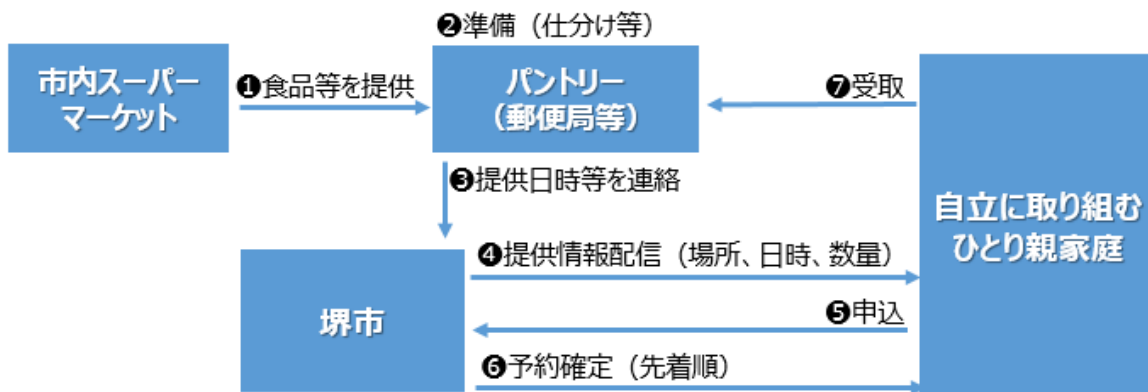 ❷準備（仕分け等）
市内スーパー
マーケット
❶食品等を提供
パントリー
（郵便局等）
❼受取
❸提供日時等を連絡
自立に取り組む
ひとり親家庭
❹提供情報配信（場所、日時、数量）
堺市
❺申込
❻予約確定（先着順）